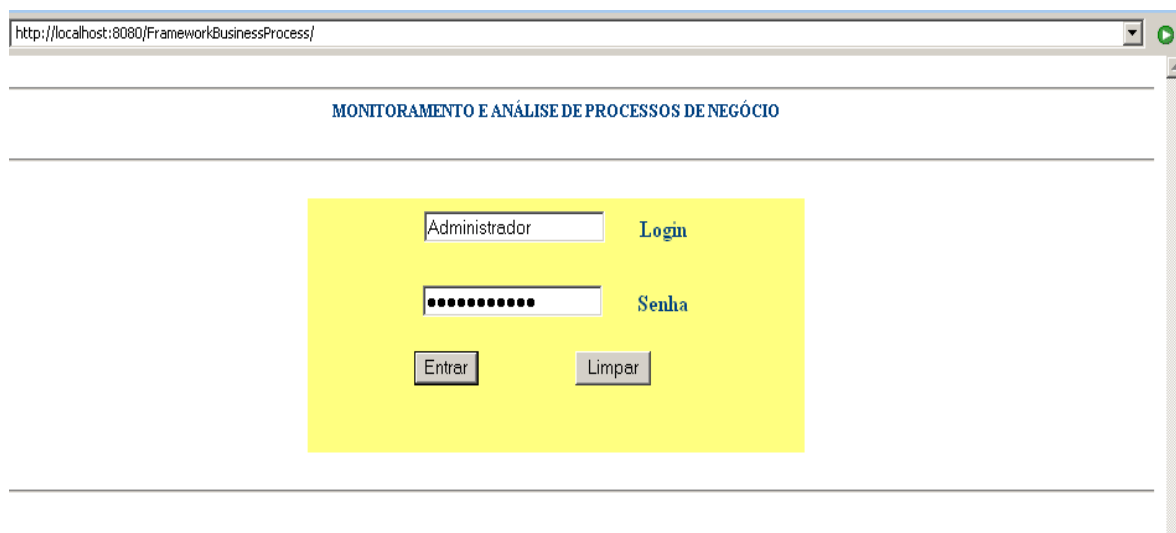 http://localhost:8080/FrameworkBusinessProcess/
MONITORAMENTO E ANÁLISE DE PROCESSOS DE NEGÓCIO
Administrador Login
●●●●●●●●●●● Senha
Entrar Limpar